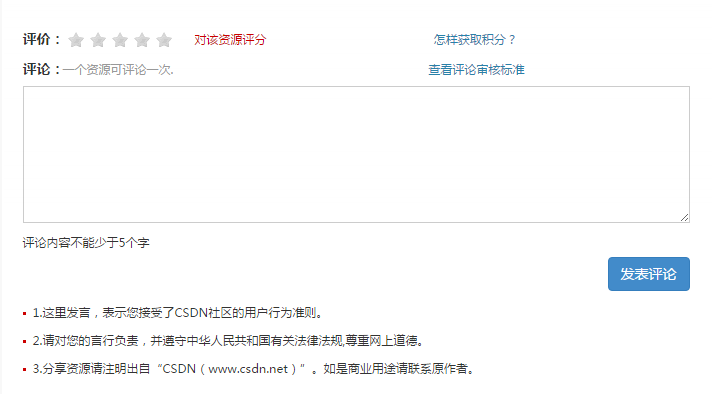 评价： 对该资源评分 怎样获取积分？
评论：一个资源可评论一次. 查看评论审核标准
评论内容不能少于5个字
发表评论
1.这里发言，表示您接受了CSDN社区的用户行为准则。
2.请对您的言行负责，并遵守中华人民共和国有关法律法规,尊重网上道德。
3.分享资源请注明出自“CSDN（www.csdn.net）”。如是商业用途请联系原作者。